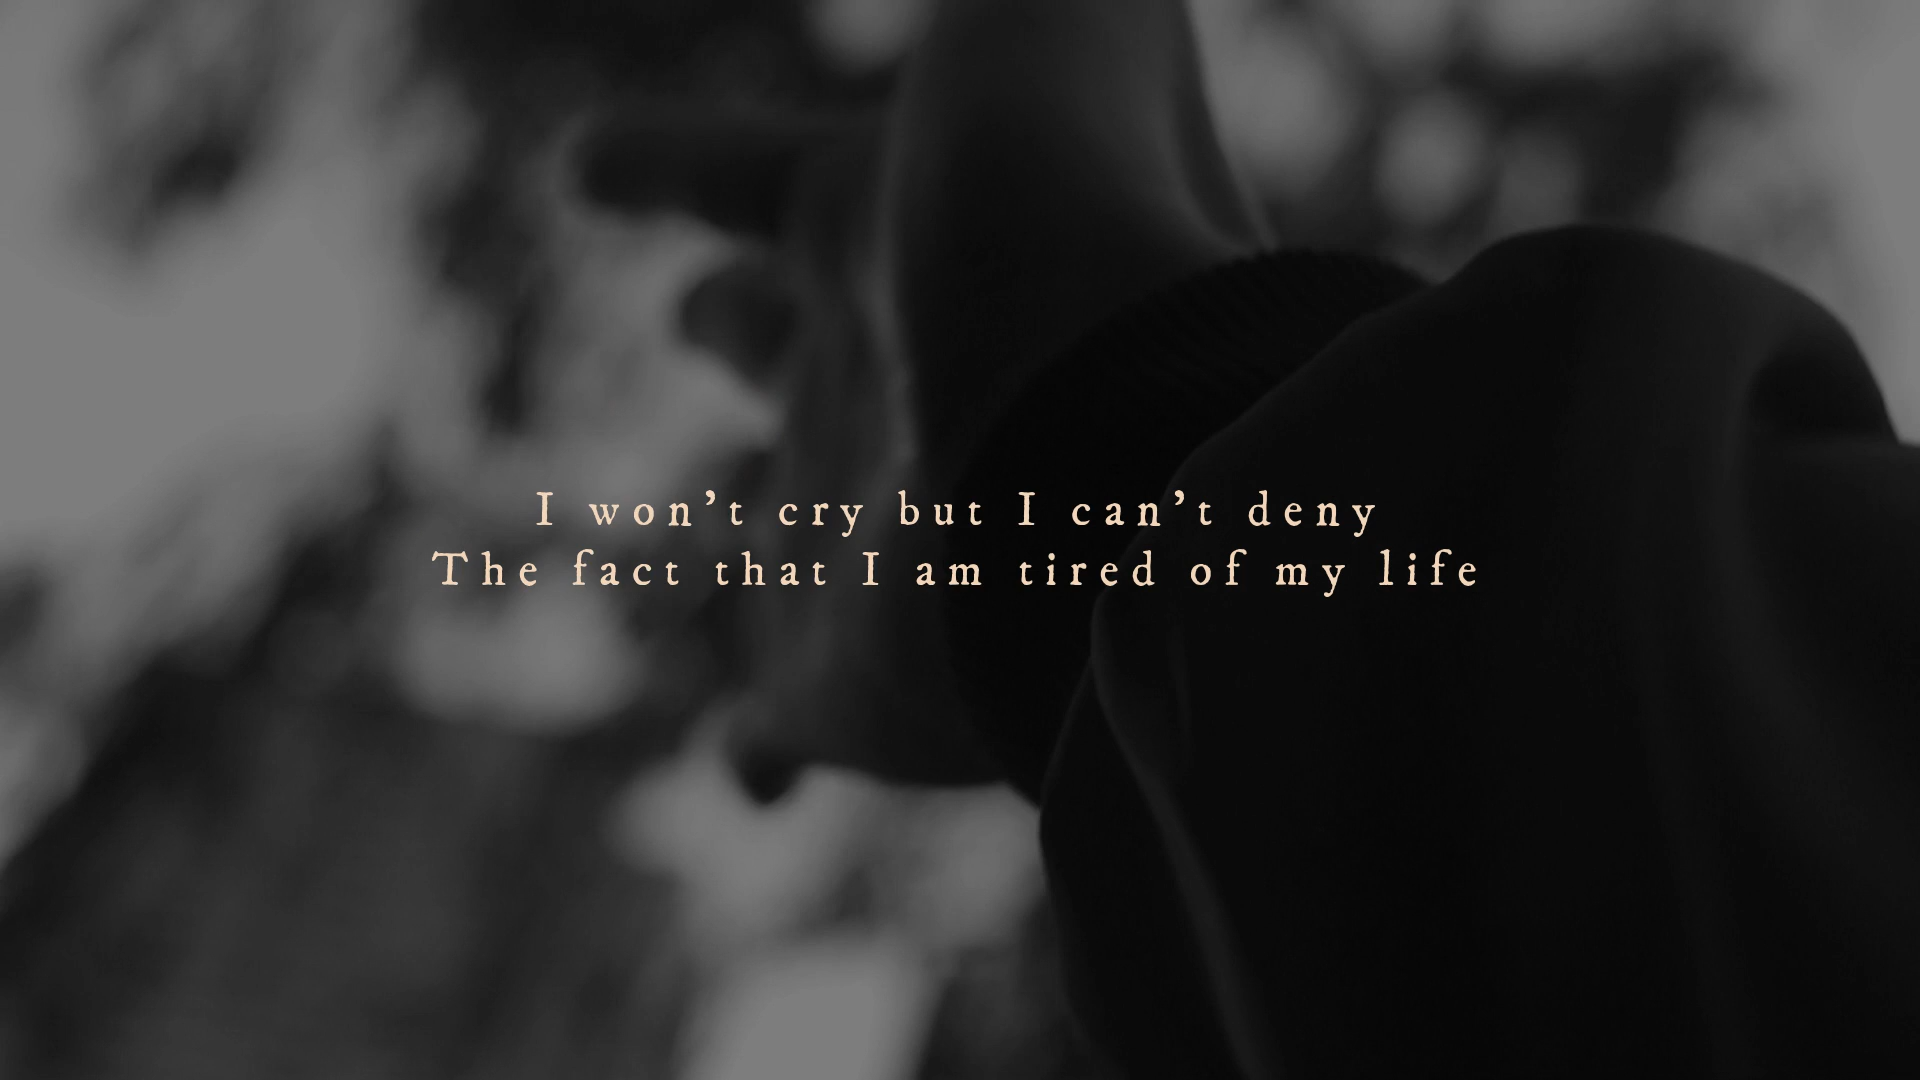 I won’t cry but I can’t deny
The fact that I am tired of my life